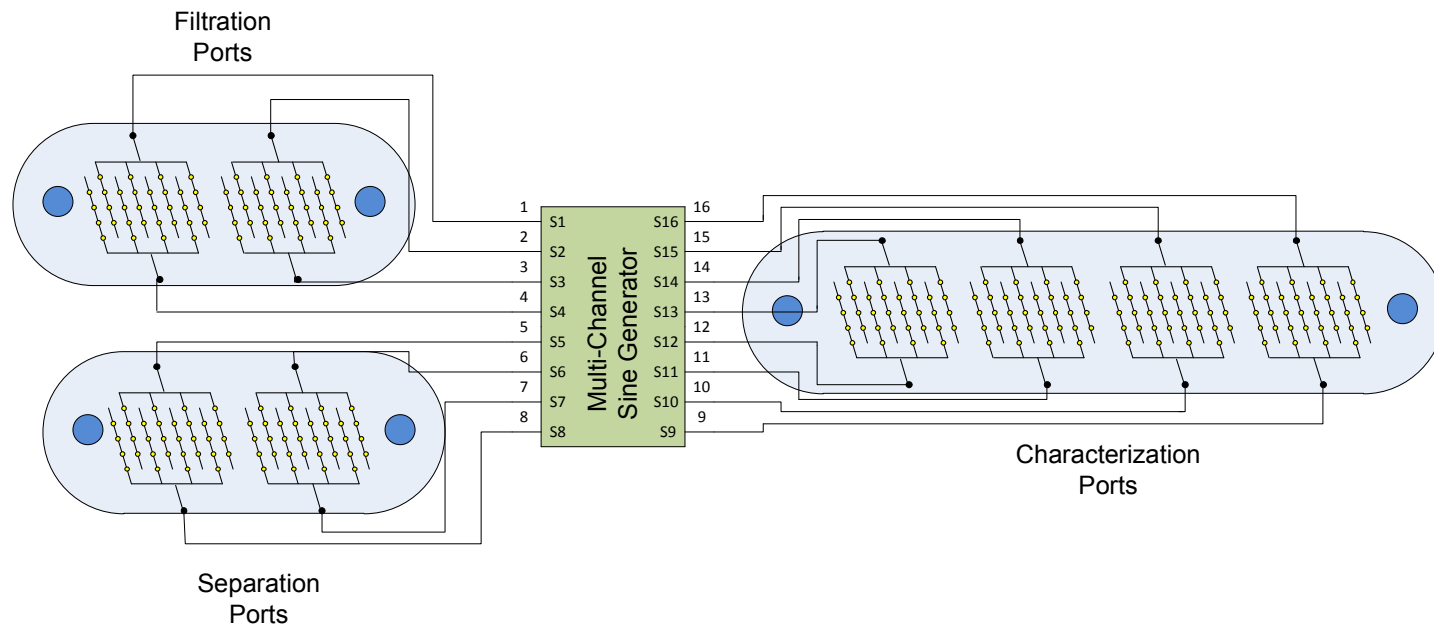 Filtration
Ports
1
S1
2
S2
3
S3
4
S4
5
S5
6
S6
7
S7
8
S8
Multi-Channel
Sine Generator
16
S16
15
S15
14
S14
13
S13
12
S12
11
S11
10
S10
9
S9
Characterization
Ports
Separation
Ports